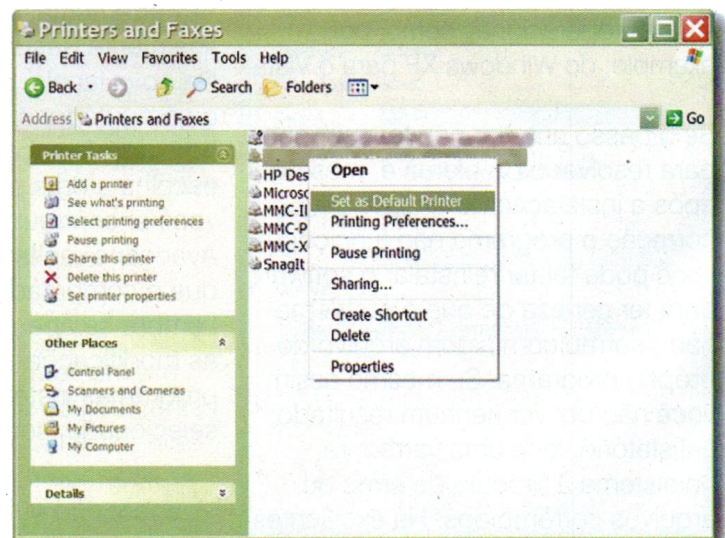 Printers and Faxes
File Edit View Favorites Tools Help
Back Search Folders
Address Printers and Faxes Go
Printer Tasks
Add a printer
See what's printing
Select printing preferences
Pause printing
Share this printer
Delete this printer
Set printer properties
Other Places
Control Panel
Scanners and Cameras
My Documents
My Pictures
My Computer
Details
HP Des
Microso
MMC-Il
MMC-P
MMC-X
SnagIt
Open
Set as Default Printer
Printing Preferences...
Pause Printing
Sharing...
Create Shortcut
Delete
Properties